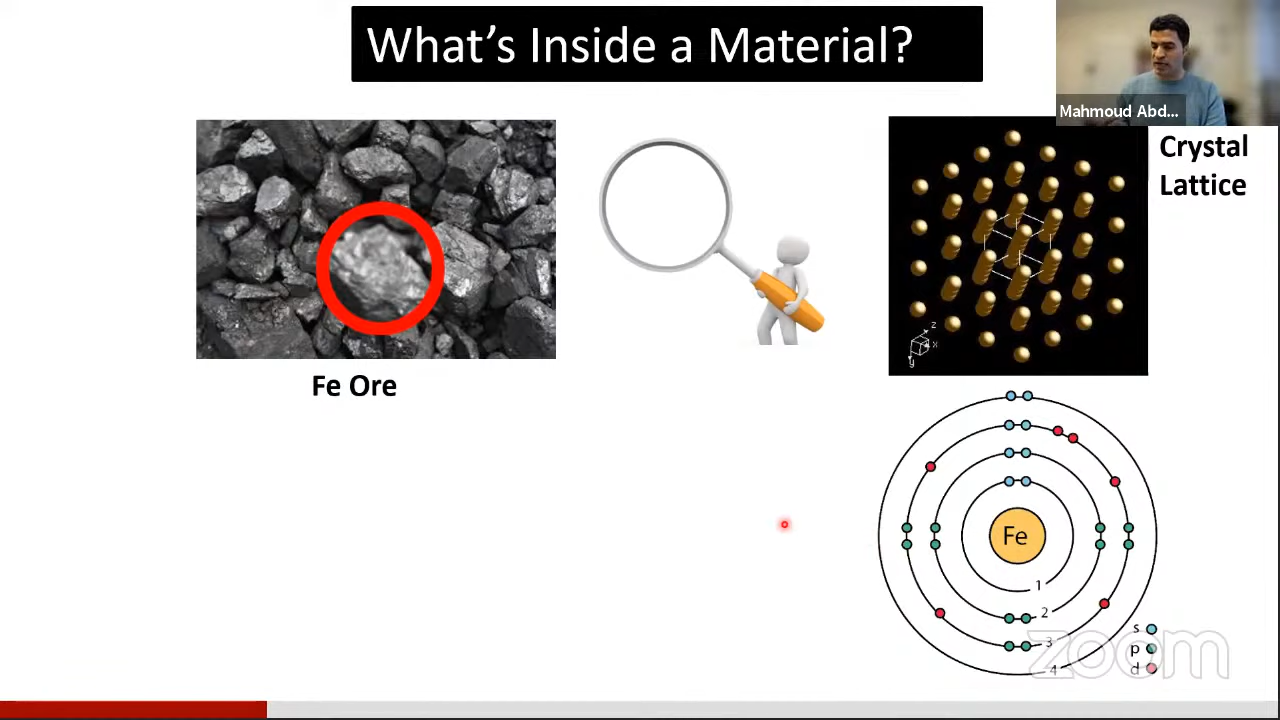 What's Inside a Material?
Mahmoud Abd...
Crystal
Lattice
z
x
y
Fe Ore
Fe
1
2
3
4
s
p
d
zoom